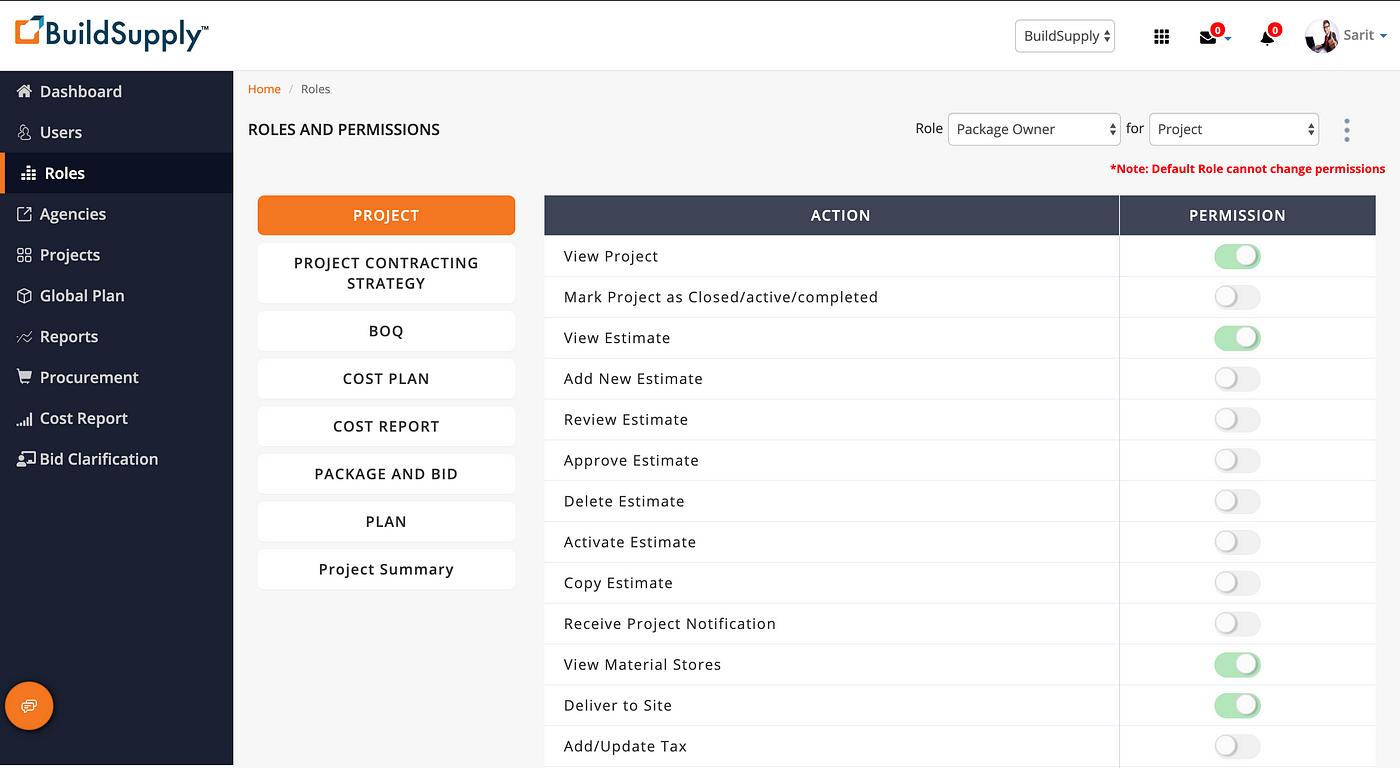 BuildSupply™
BuildSupply
0
0
Sarit
Dashboard
Users
Roles
Agencies
Projects
Global Plan
Reports
Procurement
Cost Report
Bid Clarification
Home / Roles
ROLES AND PERMISSIONS
Role Package Owner for Project
*Note: Default Role cannot change permissions
PROJECT
PROJECT CONTRACTING
STRATEGY
BOQ
COST PLAN
COST REPORT
PACKAGE AND BID
PLAN
Project Summary
ACTION PERMISSION
View Project
Mark Project as Closed/active/completed
View Estimate
Add New Estimate
Review Estimate
Approve Estimate
Delete Estimate
Activate Estimate
Copy Estimate
Receive Project Notification
View Material Stores
Deliver to Site
Add/Update Tax